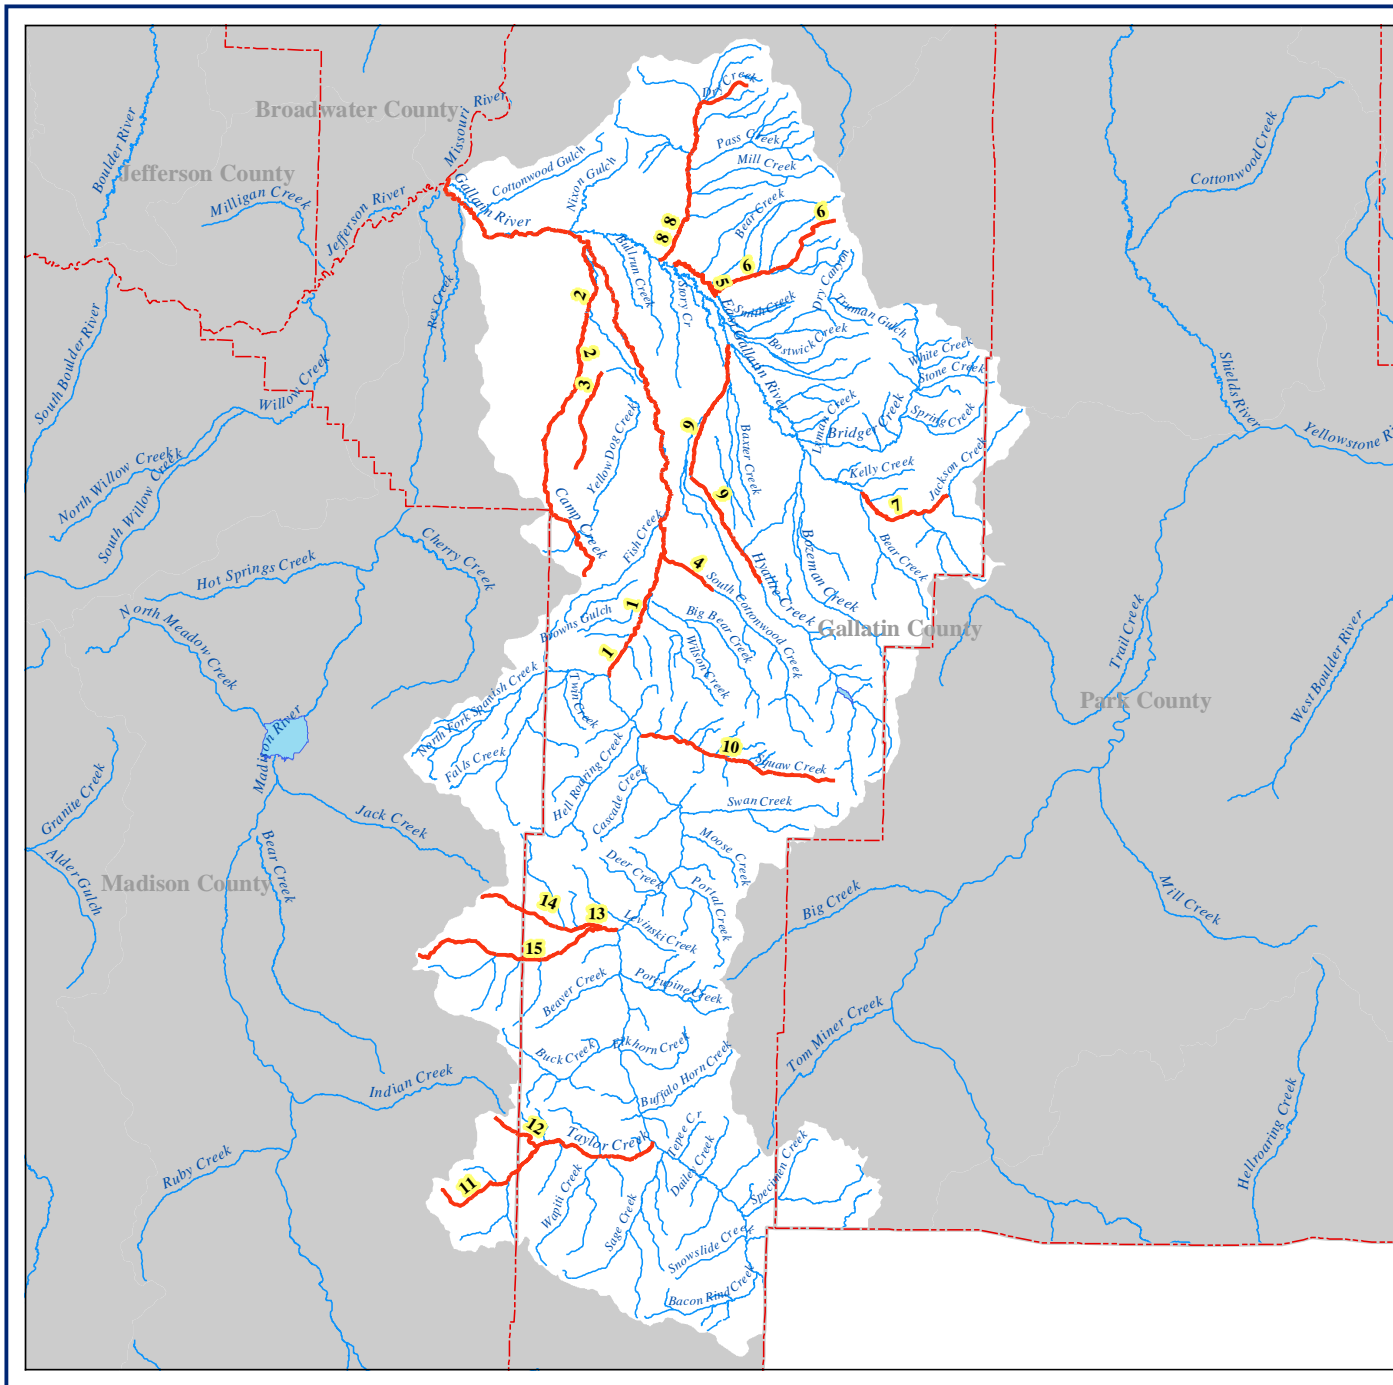 Broadwater County
Jefferson County
Boulder River
Milligan Creek
Jefferson River
Missouri River
Gallatin River
Cottonwood Gulch
Nixon Gulch
Dry Creek
Pass Creek
Mill Creek
Bear Creek
8
8
6
6
5
Cottonwood Creek
Shields River
Yellowstone Ri
South Boulder River
Willow Creek
North Willow Creek
South Willow Creek
Rey Creek
2
2
3
Bullrun Creek
Story Cr
Smith Creek
Dry Canyon
Truman Gulch
East Gallatin River
Bostwick Creek
White Creek
Stone Creek
Spring Creek
Lyman Creek
Bridger Creek
Kelly Creek
Jackson Creek
7
Bear Creek
9
9
Baxter Creek
Yellow Dog Creek
Camp Creek
Fish Creek
Hyalite Creek
Bozeman Creek
Gallatin County
4
South Cottonwood Creek
Big Bear Creek
Wilson Creek
1
1
Browns Gulch
Cherry Creek
Hot Springs Creek
North Meadow Creek
Madison River
North Fork Spanish Creek
Falls Creek
Twin Creek
Hell Roaring Creek
Cascade Creek
10
Squaw Creek
Swan Creek
Trail Creek
Park County
West Boulder River
Granite Creek
Alder Gulch
Madison County
Bear Creek
Jack Creek
Moose Creek
Deer Creek
Portal Creek
14
13
15
Levinski Creek
Porcupine Creek
Beaver Creek
Big Creek
Mill Creek
Tom Miner Creek
Buck Creek
Elkhorn Creek
Buffalo Horn Creek
Indian Creek
Ruby Creek
12
11
Taylor Creek
Tepee Cr
Dailey Creek
Wapiti Creek
Sage Creek
Specimen Creek
Snowslide Creek
Bacon Rind Creek
Hellroaring Creek